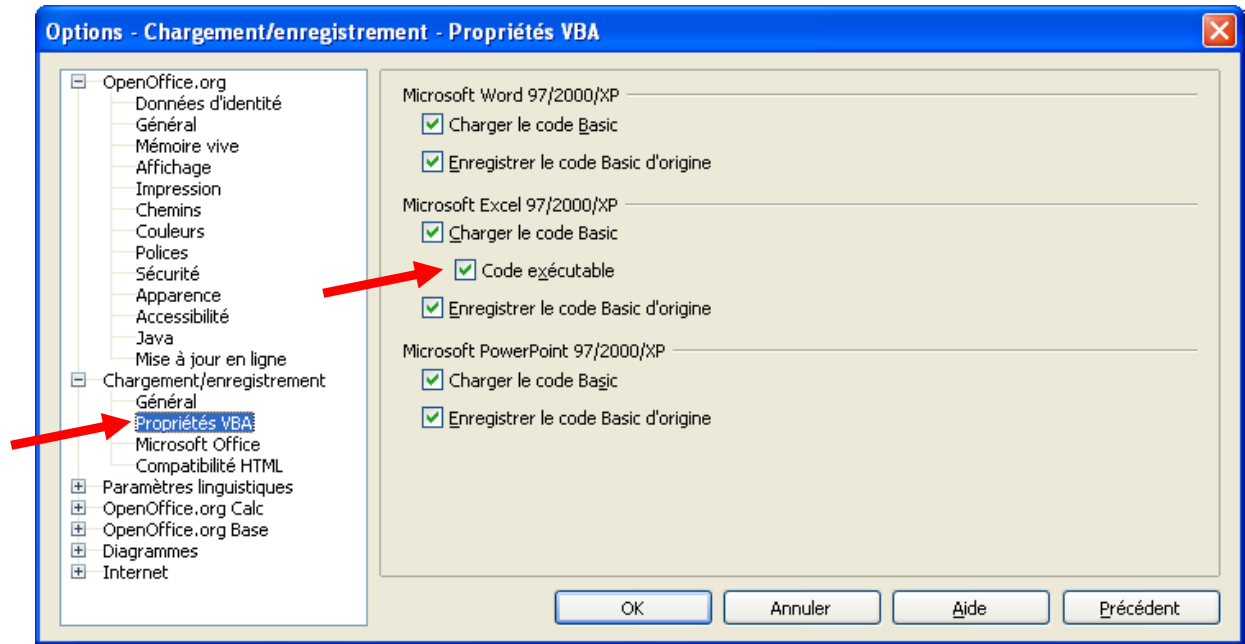 Options - Chargement/enregistrement - Propriétés VBA
OpenOffice.org
Données d'identité
Général
Mémoire vive
Affichage
Impression
Chemins
Couleurs
Polices
Sécurité
Apparence
Accessibilité
Java
Mise à jour en ligne
Chargement/enregistrement
Général
Propriétés VBA
Microsoft Office
Compatibilité HTML
Paramètres linguistiques
OpenOffice.org Calc
OpenOffice.org Base
Diagrammes
Internet
Microsoft Word 97/2000/XP
Charger le code Basic
Enregistrer le code Basic d'origine
Microsoft Excel 97/2000/XP
Charger le code Basic
Code exécutable
Enregistrer le code Basic d'origine
Microsoft PowerPoint 97/2000/XP
Charger le code Basic
Enregistrer le code Basic d'origine
OK
Annuler
Aide
Précédent